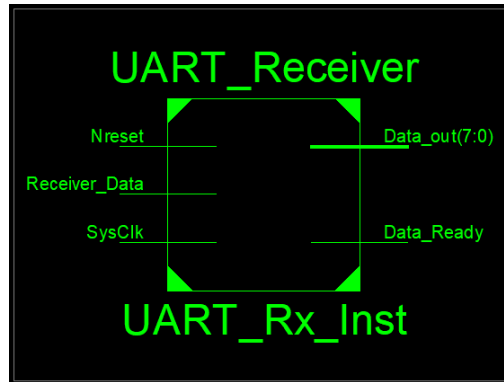 UART_Receiver
Nreset
Data_out(7:0)
Receiver_Data
SysClk
Data_Ready
UART_Rx_Inst